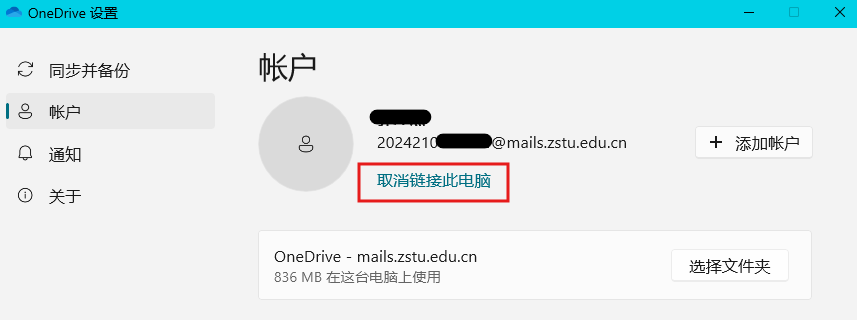 OneDrive 设置
同步并备份
帐户
通知
关于
帐户
2024210
@mails.zstu.edu.cn
取消链接此电脑
添加帐户
OneDrive - mails.zstu.edu.cn
836 MB 在这台电脑上使用
选择文件夹